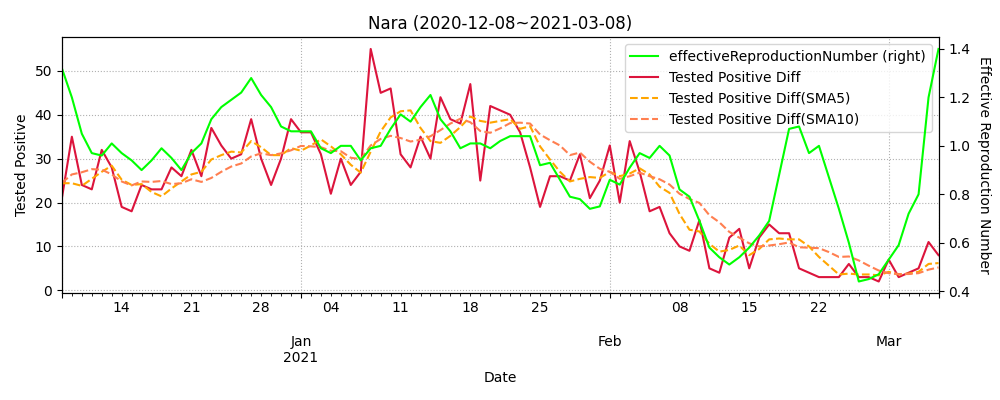 Nara (2020-12-08~2021-03-08)
effectiveReproductionNumber (right)
Tested Positive Diff
Tested Positive Diff(SMA5)
Tested Positive Diff(SMA10)
Tested Positive
50
40
30
20
10
0
Effective Reproduction Number
1.4
1.2
1.0
0.8
0.6
0.4
14 21 28 04 11 18 25 08 15 22
Jan Feb Mar
2021
Date